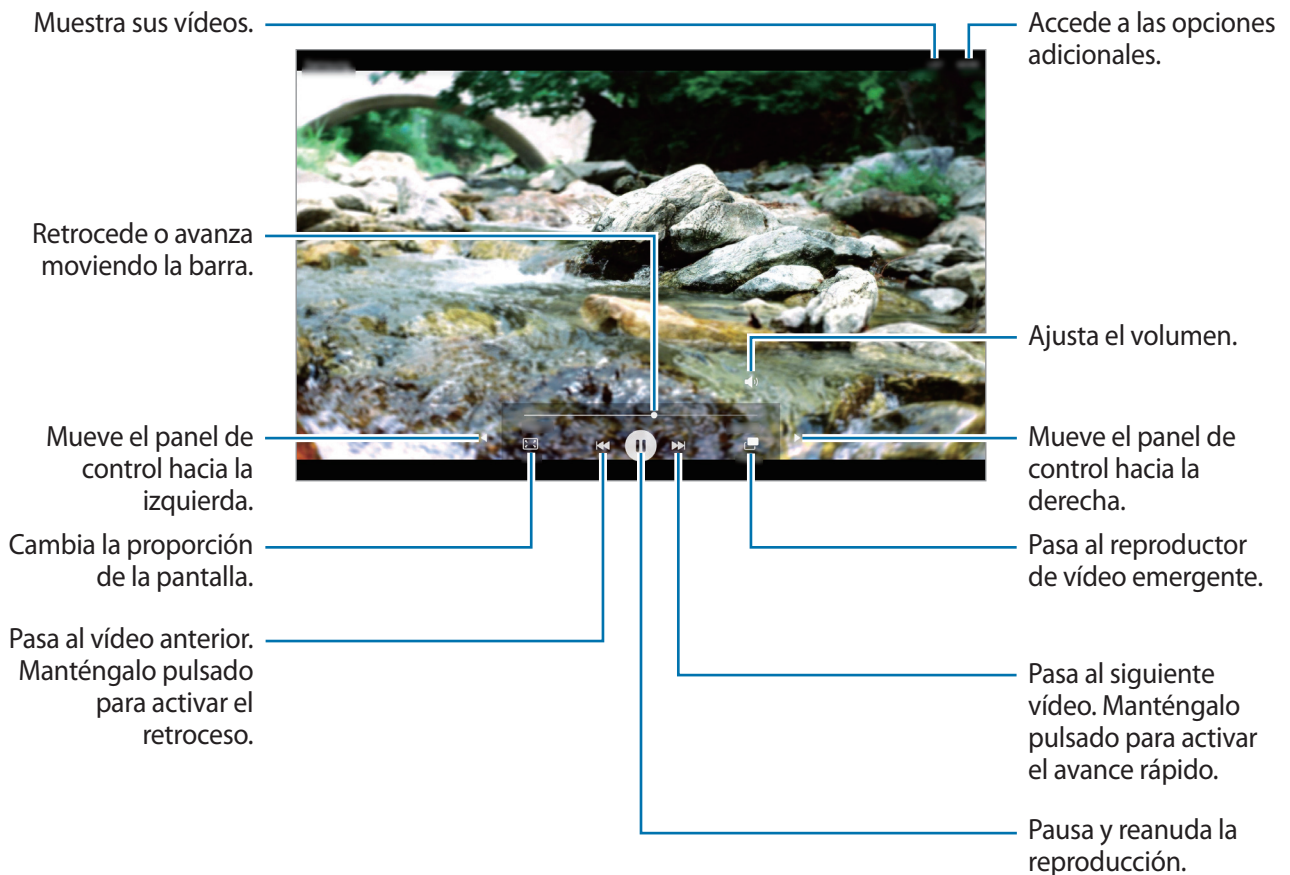 Muestra sus vídeos.
Accede a las opciones
adicionales.
Retrocede o avanza
moviendo la barra.
Ajusta el volumen.
Mueve el panel de
control hacia la
izquierda.
Mueve el panel de
control hacia la
derecha.
Cambia la proporción
de la pantalla.
Pasa al reproductor
de vídeo emergente.
Pasa al vídeo anterior.
Manténgalo pulsado
para activar el
retroceso.
Pasa al siguiente
vídeo. Manténgalo
pulsado para activar
el avance rápido.
Pausa y reanuda la
reproducción.